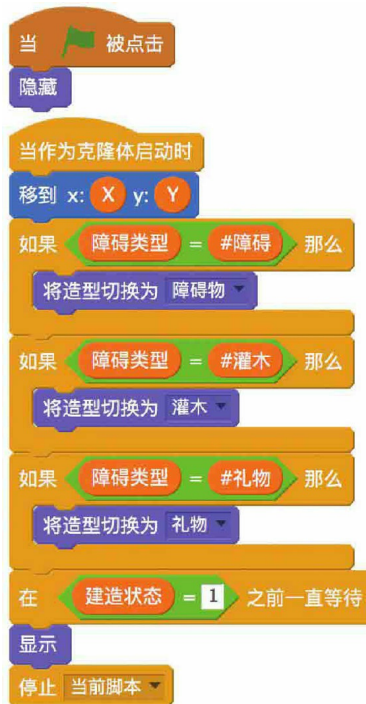 当 被点击
隐藏
当作为克隆体启动时
移到 x: X y: Y
如果 障碍类型 = #障碍 那么
将造型切换为 障碍物
如果 障碍类型 = #灌木 那么
将造型切换为 灌木
如果 障碍类型 = #礼物 那么
将造型切换为 礼物
在 建造状态 = 1 之前一直等待
显示
停止 当前脚本